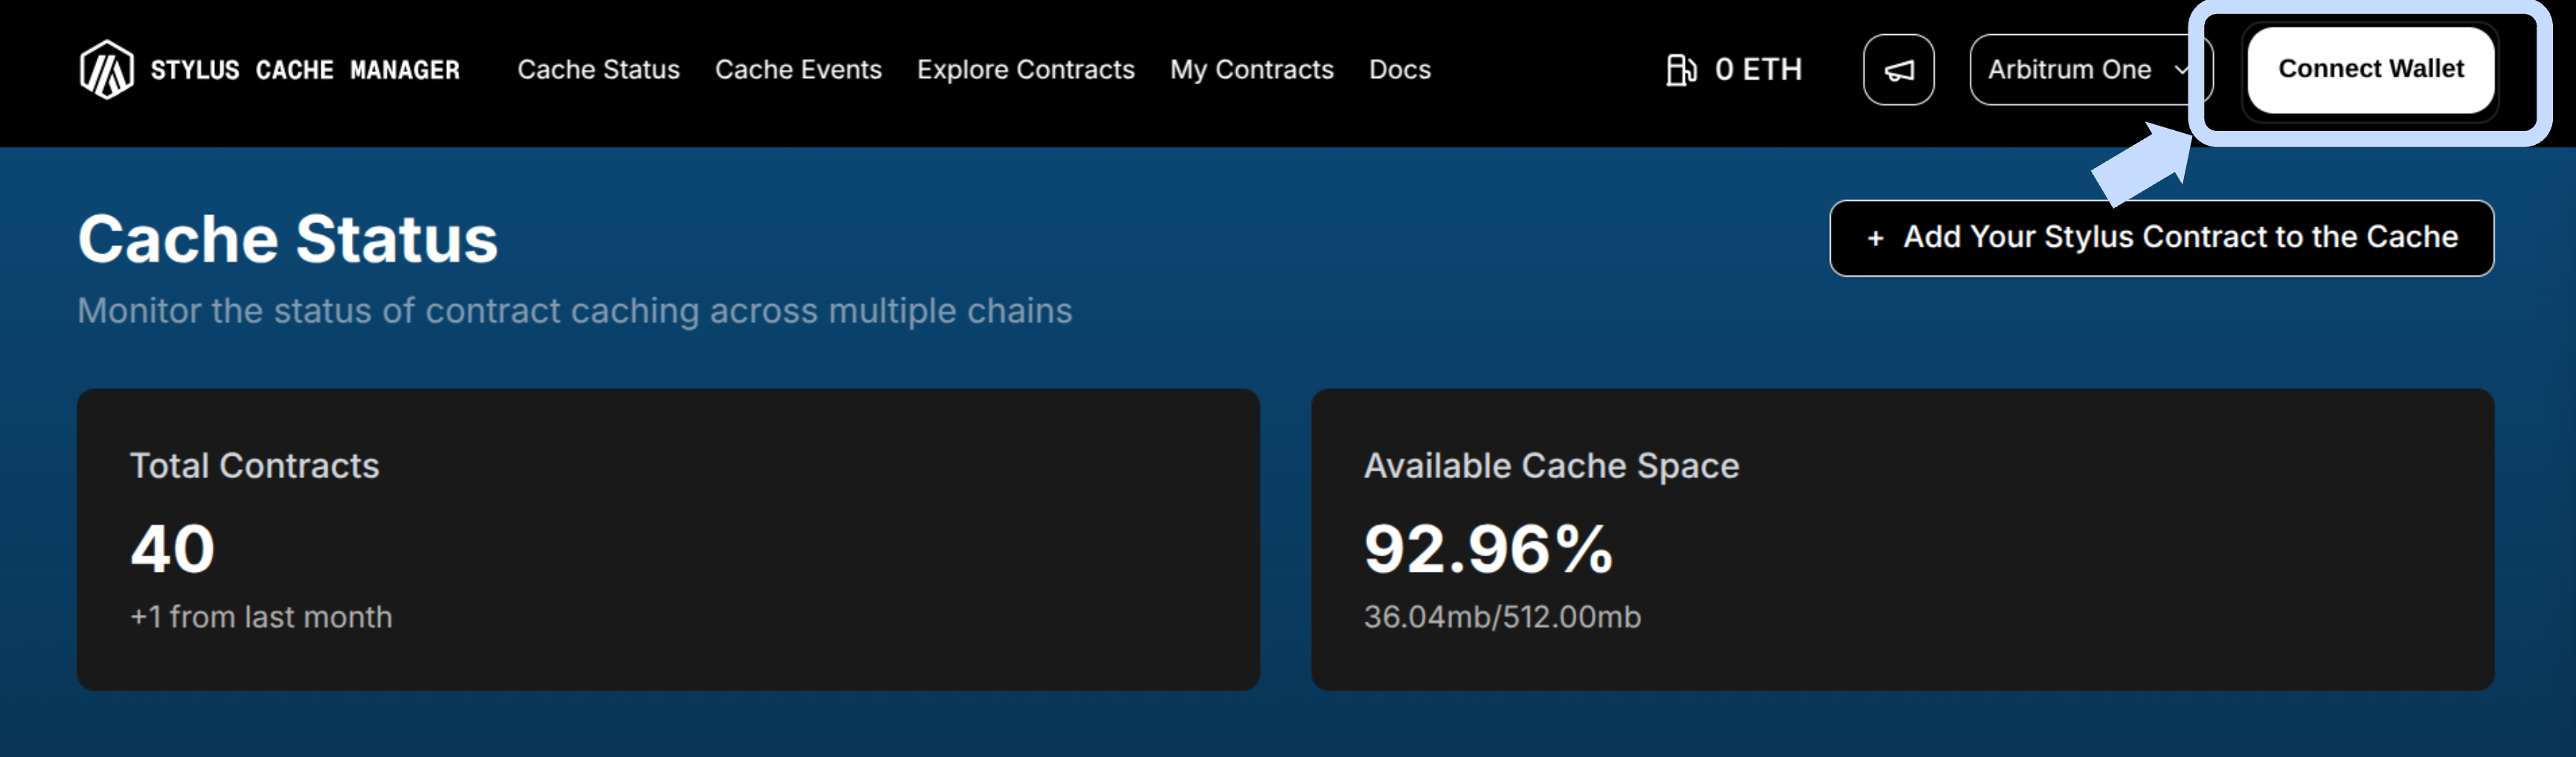 STYLUS CACHE MANAGER Cache Status Cache Events Explore Contracts My Contracts Docs 0 ETH Arbitrum One Connect Wallet
Cache Status
+ Add Your Stylus Contract to the Cache
Monitor the status of contract caching across multiple chains
Total Contracts
40
+1 from last month
Available Cache Space
92.96%
36.04mb/512.00mb